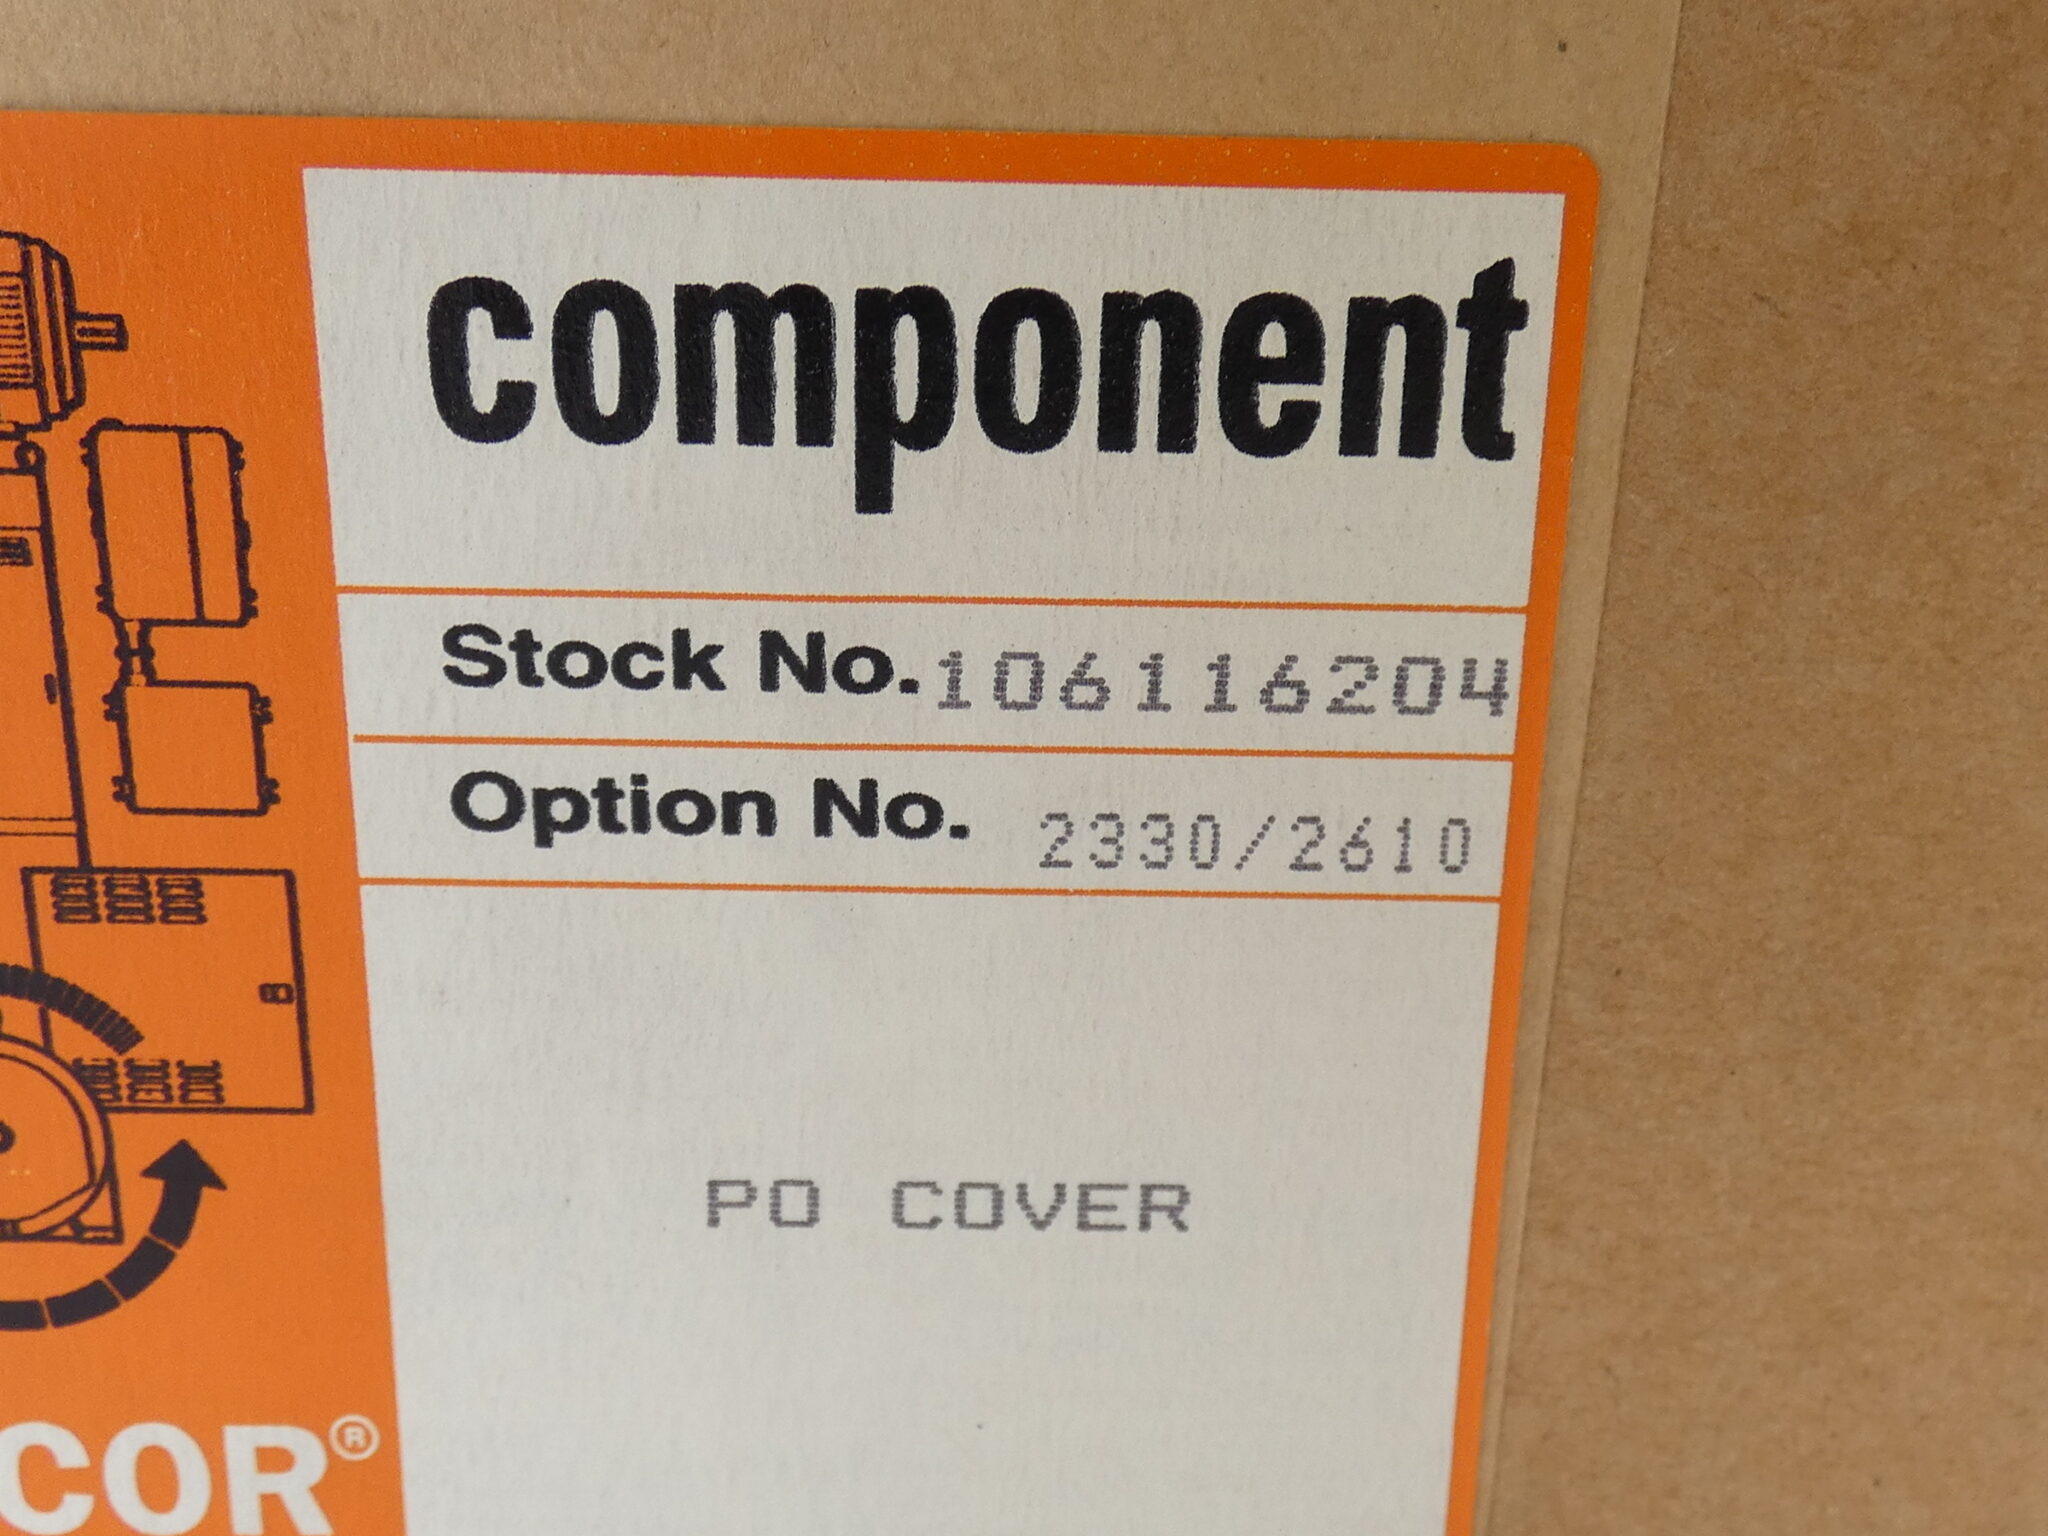 component
Stock No. 106116204
Option No. 2330/2610
PO COVER
COR®